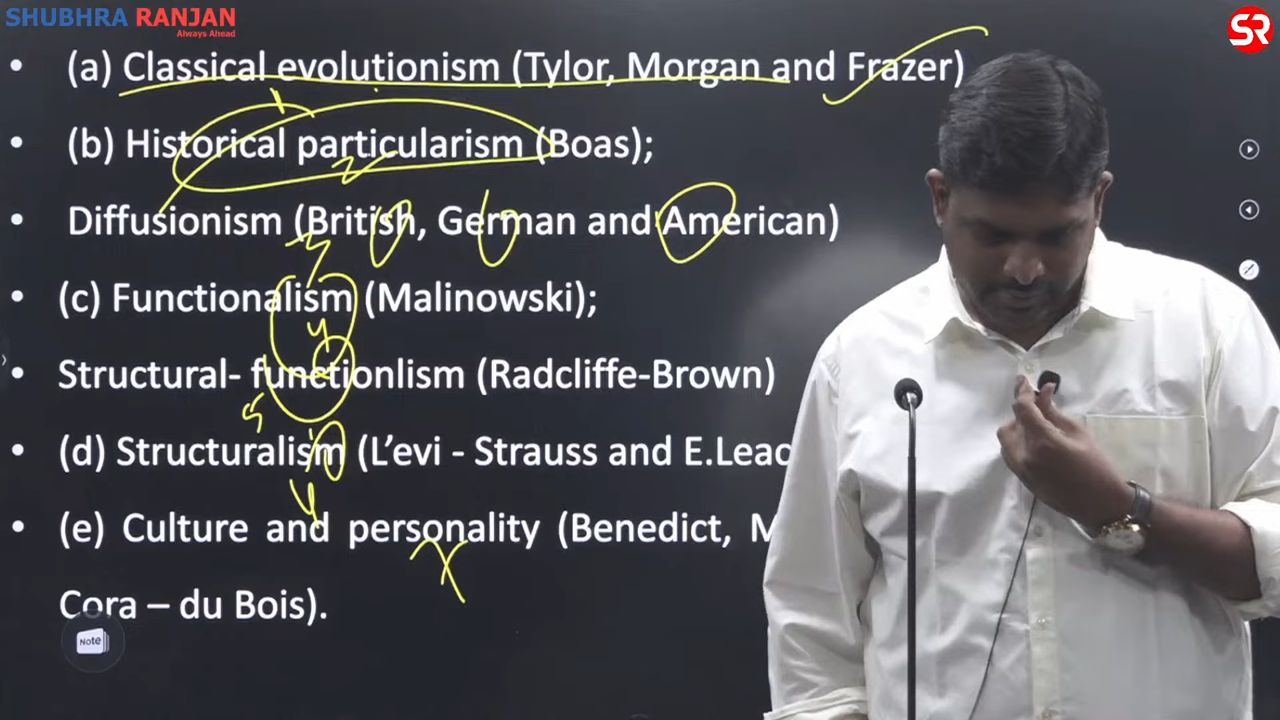 SHUBHRA RANJAN
Always Ahead
SR
• (a) Classical evolutionism (Tylor, Morgan and Frazer)
• (b) Historical particularism (Boas);
• Diffusionism (British, German and American)
• (c) Functionalism (Malinowski);
• Structural- functionlism (Radcliffe-Brown)
• (d) Structuralism (L’evi - Strauss and E.Leac
• (e) Culture and personality (Benedict, M
Cora – du Bois).
Note